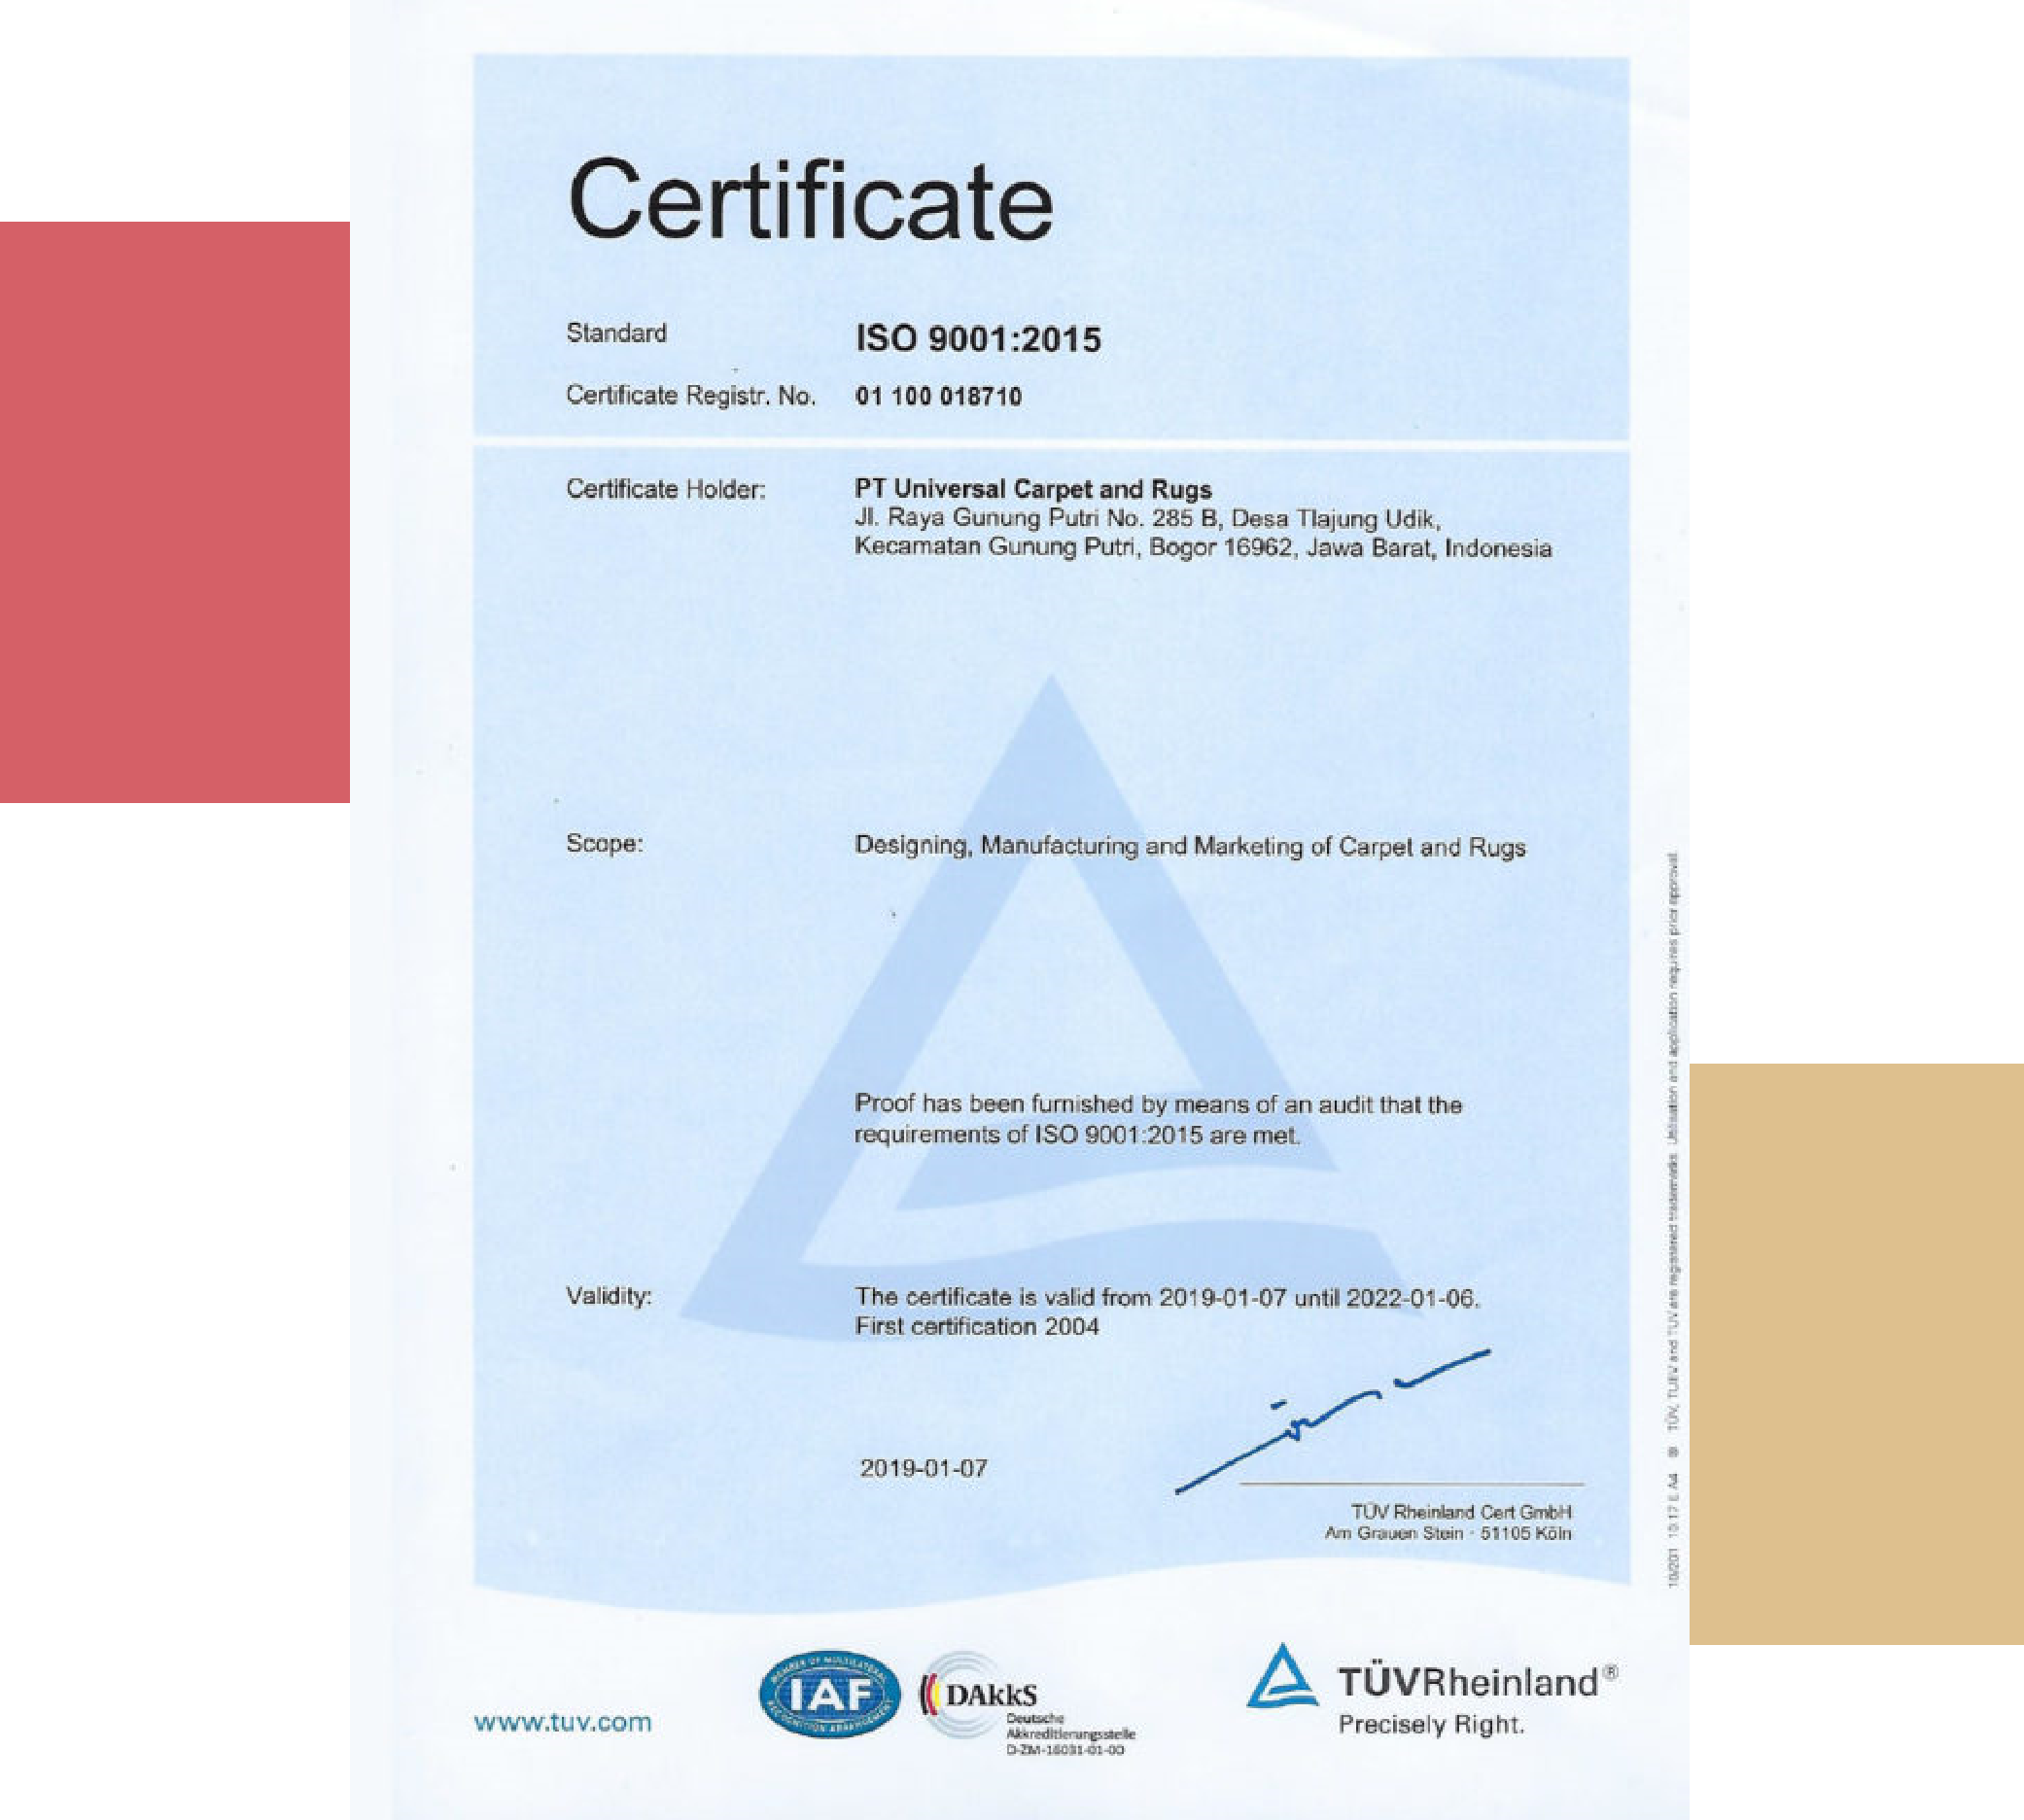 Certificate
Standard
ISO 9001:2015
Certificate Registr. No.
01 100 018710
Certificate Holder:
PT Universal Carpet and Rugs
Jl. Raya Gunung Putri No. 285 B, Desa Tlajung Udik,
Kecamatan Gunung Putri, Bogor 16962, Jawa Barat, Indonesia
Scope:
Designing, Manufacturing and Marketing of Carpet and Rugs
Proof has been furnished by means of an audit that the
requirements of ISO 9001:2015 are met.
Validity:
The certificate is valid from 2019-01-07 until 2022-01-06.
First certification 2004
2019-01-07
TÜV Rheinland Cert GmbH
Am Grauen Stein · 51105 Köln
www.tuv.com
MEMBER OF MULTILATERAL
IAF
RECOGNITION ARRANGEMENT
DAkkS
Deutsche
Akkreditierungsstelle
D-ZM-16031-01-00
TÜVRheinland®
Precisely Right.
® TÜV, TUEV and TUV are registered trademarks. Utilisation and application requires prior approval.